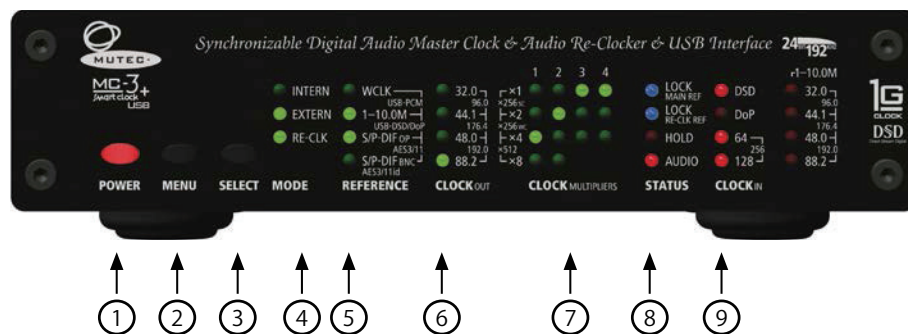 Synchronizable Digital Audio Master Clock & Audio Re-Clocker & USB Interface
24
192
MUTEC
MC-3+
Smart clock
USB
1G
CLOCK
DSD
1 2 3 4
INTERN
EXTERN
RE-CLK
WCLK
USB-PCM
1–10.0M
USB-DSD/DoP
S/P-DIF OP
AES3/11
S/P-DIF BNC
AES3/11id
32.0
96.0
44.1
176.4
48.0
192.0
88.2
×1
×256
×2
×256
×4
×512
×8
LOCK
MAIN REF
LOCK
RE-CLK REF
HOLD
AUDIO
DSD
DoP
64
256
128
r1–10.0M
32.0
96.0
44.1
176.4
48.0
192.0
88.2
POWER MENU SELECT MODE REFERENCE CLOCK OUT CLOCK MULTIPLIERS STATUS CLOCK IN
1 2 3 4 5 6 7 8 9